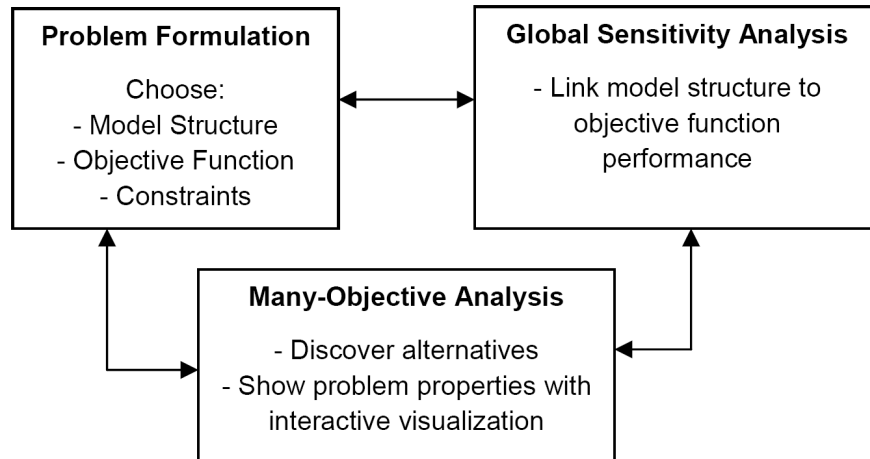 Problem Formulation
Choose:
- Model Structure
- Objective Function
- Constraints
Global Sensitivity Analysis
- Link model structure to
objective function
performance
Many-Objective Analysis
- Discover alternatives
- Show problem properties with
interactive visualization